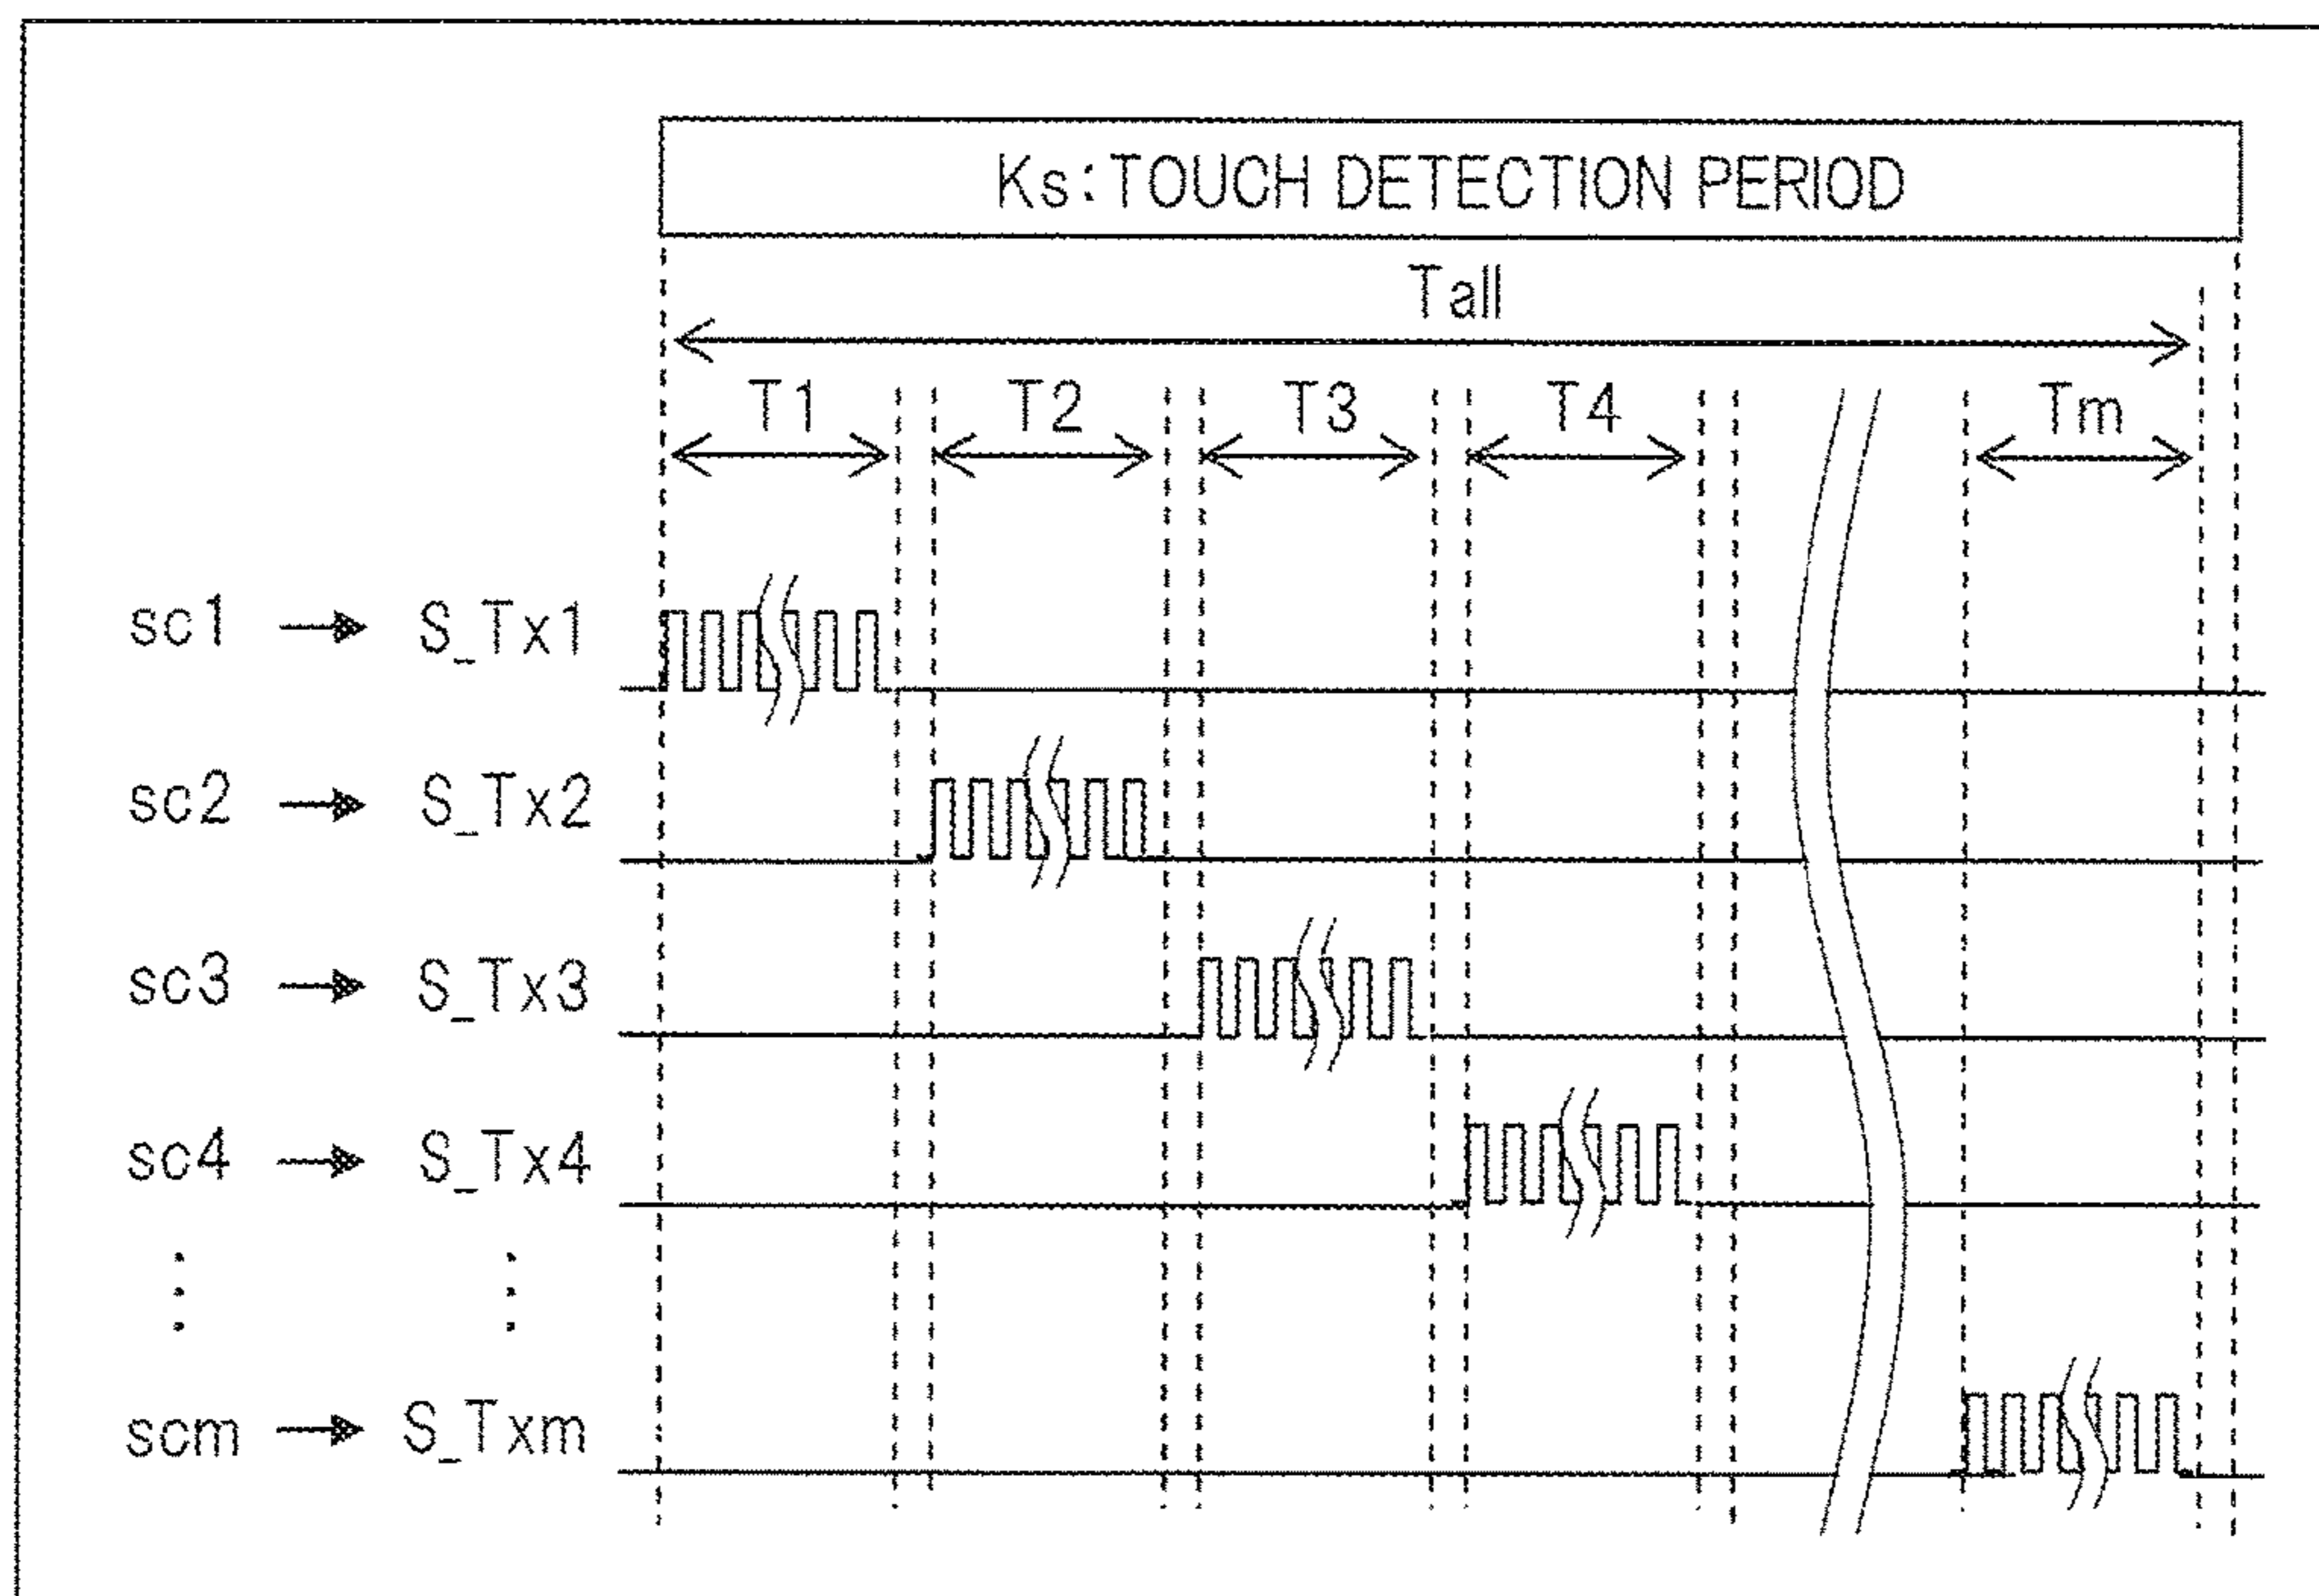 Ks:TOUCH DETECTION PERIOD
Tall
T1 T2 T3 T4 Tm
sc1 → S_Tx1
sc2 → S_Tx2
sc3 → S_Tx3
sc4 → S_Tx4
scm → S_Txm